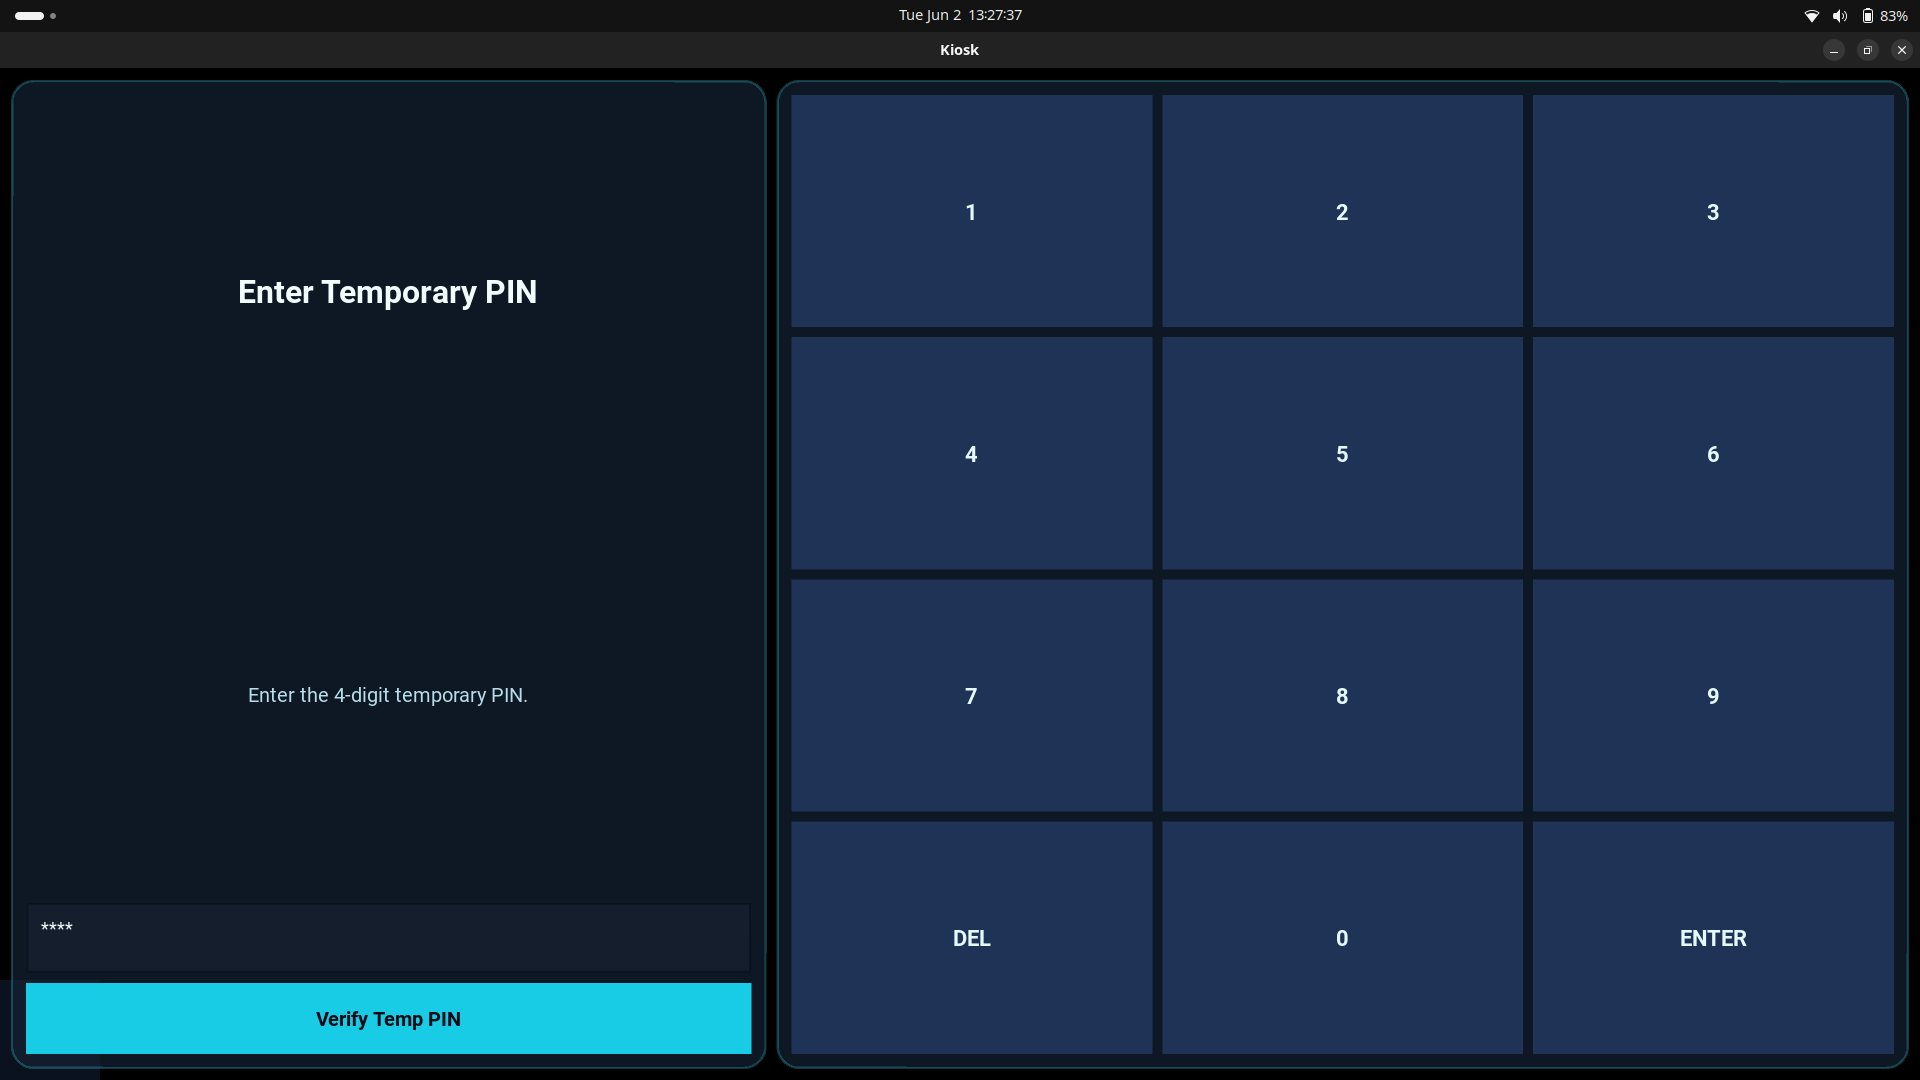 Tue Jun 2 13:27:37
83%
Kiosk
Enter Temporary PIN
Enter the 4-digit temporary PIN.
****
Verify Temp PIN
1 2 3
4 5 6
7 8 9
DEL 0 ENTER